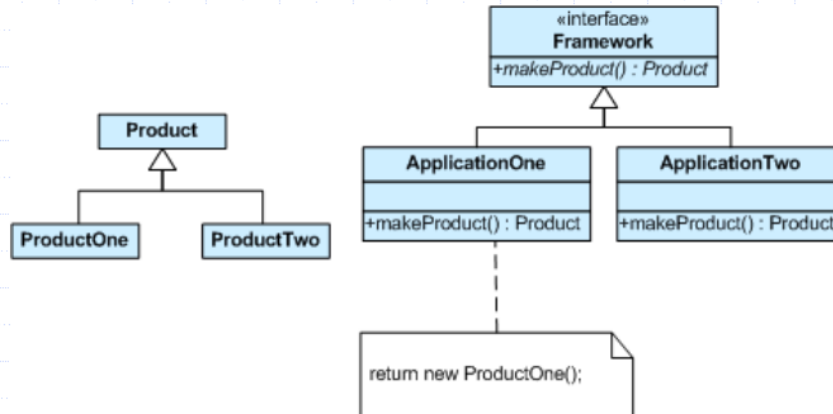 «interface»
Framework
+makeProduct() : Product
Product
ProductOne
ProductTwo
ApplicationOne
+makeProduct() : Product
ApplicationTwo
+makeProduct() : Product
return new ProductOne();